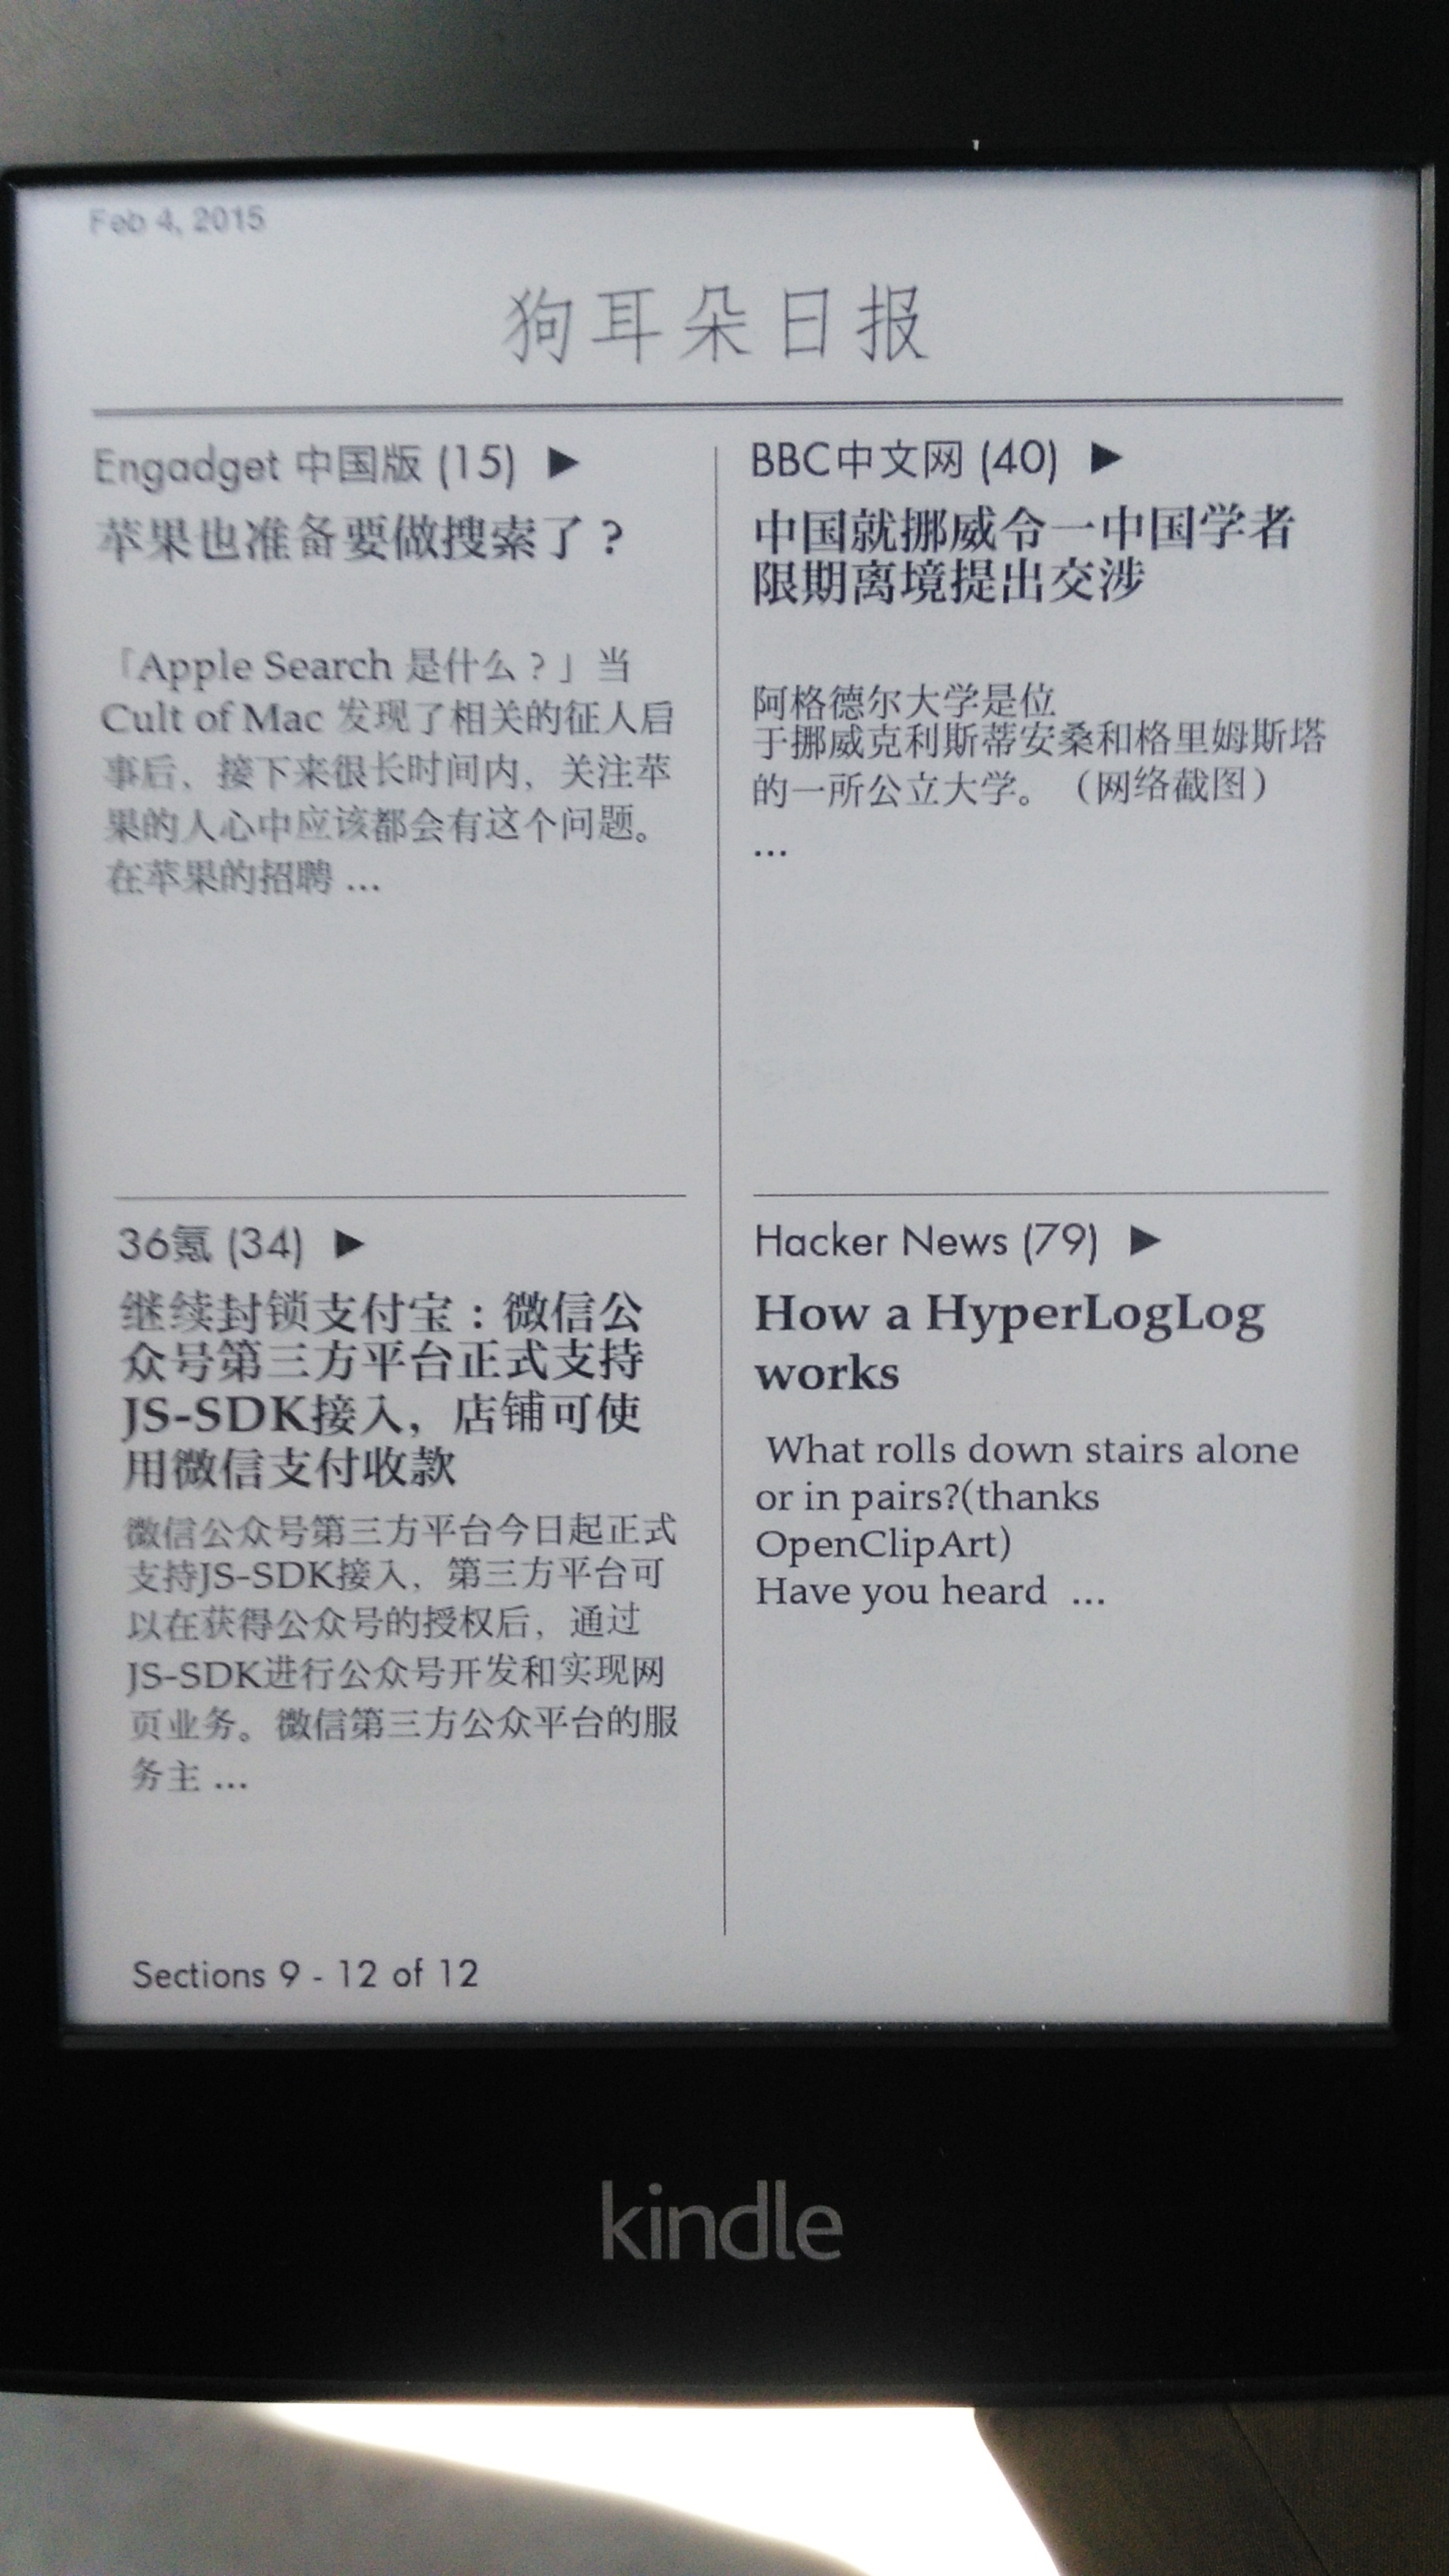 Feb 4, 2015
狗耳朵日报
Engadget 中国版 (15) ▶
苹果也准备要做搜索了？
「Apple Search 是什么？」当
Cult of Mac 发现了相关的征人启
事后，接下来很长时间内，关注苹
果的人心中应该都会有这个问题。
在苹果的招聘 ...
BBC中文网 (40) ▶
中国就挪威令一中国学者
限期离境提出交涉
阿格德尔大学是位
于挪威克利斯蒂安桑和格里姆斯塔
的一所公立大学。（网络截图）
...
36氪 (34) ▶
继续封锁支付宝：微信公
众号第三方平台正式支持
JS-SDK接入，店铺可使
用微信支付收款
微信公众号第三方平台今日起正式
支持JS-SDK接入，第三方平台可
以在获得公众号的授权后，通过
JS-SDK进行公众号开发和实现网
页业务。微信第三方公众平台的服
务主 ...
Hacker News (79) ▶
How a HyperLogLog
works
What rolls down stairs alone
or in pairs?(thanks
OpenClipArt)
Have you heard ...
Sections 9 - 12 of 12
kindle